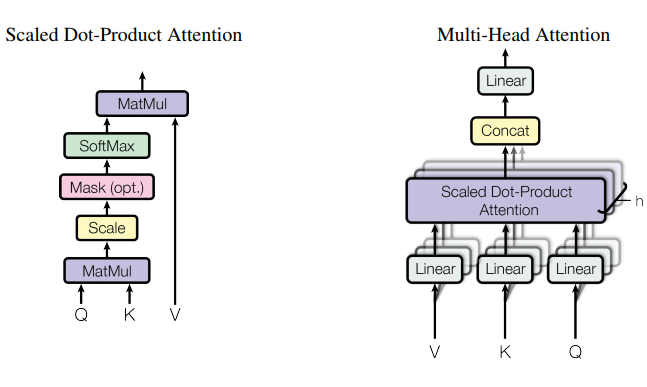 Scaled Dot-Product Attention
MatMul
SoftMax
Mask (opt.)
Scale
MatMul
Q K V
Multi-Head Attention
Linear
Concat
Scaled Dot-Product
Attention
h
Linear Linear Linear
V K Q